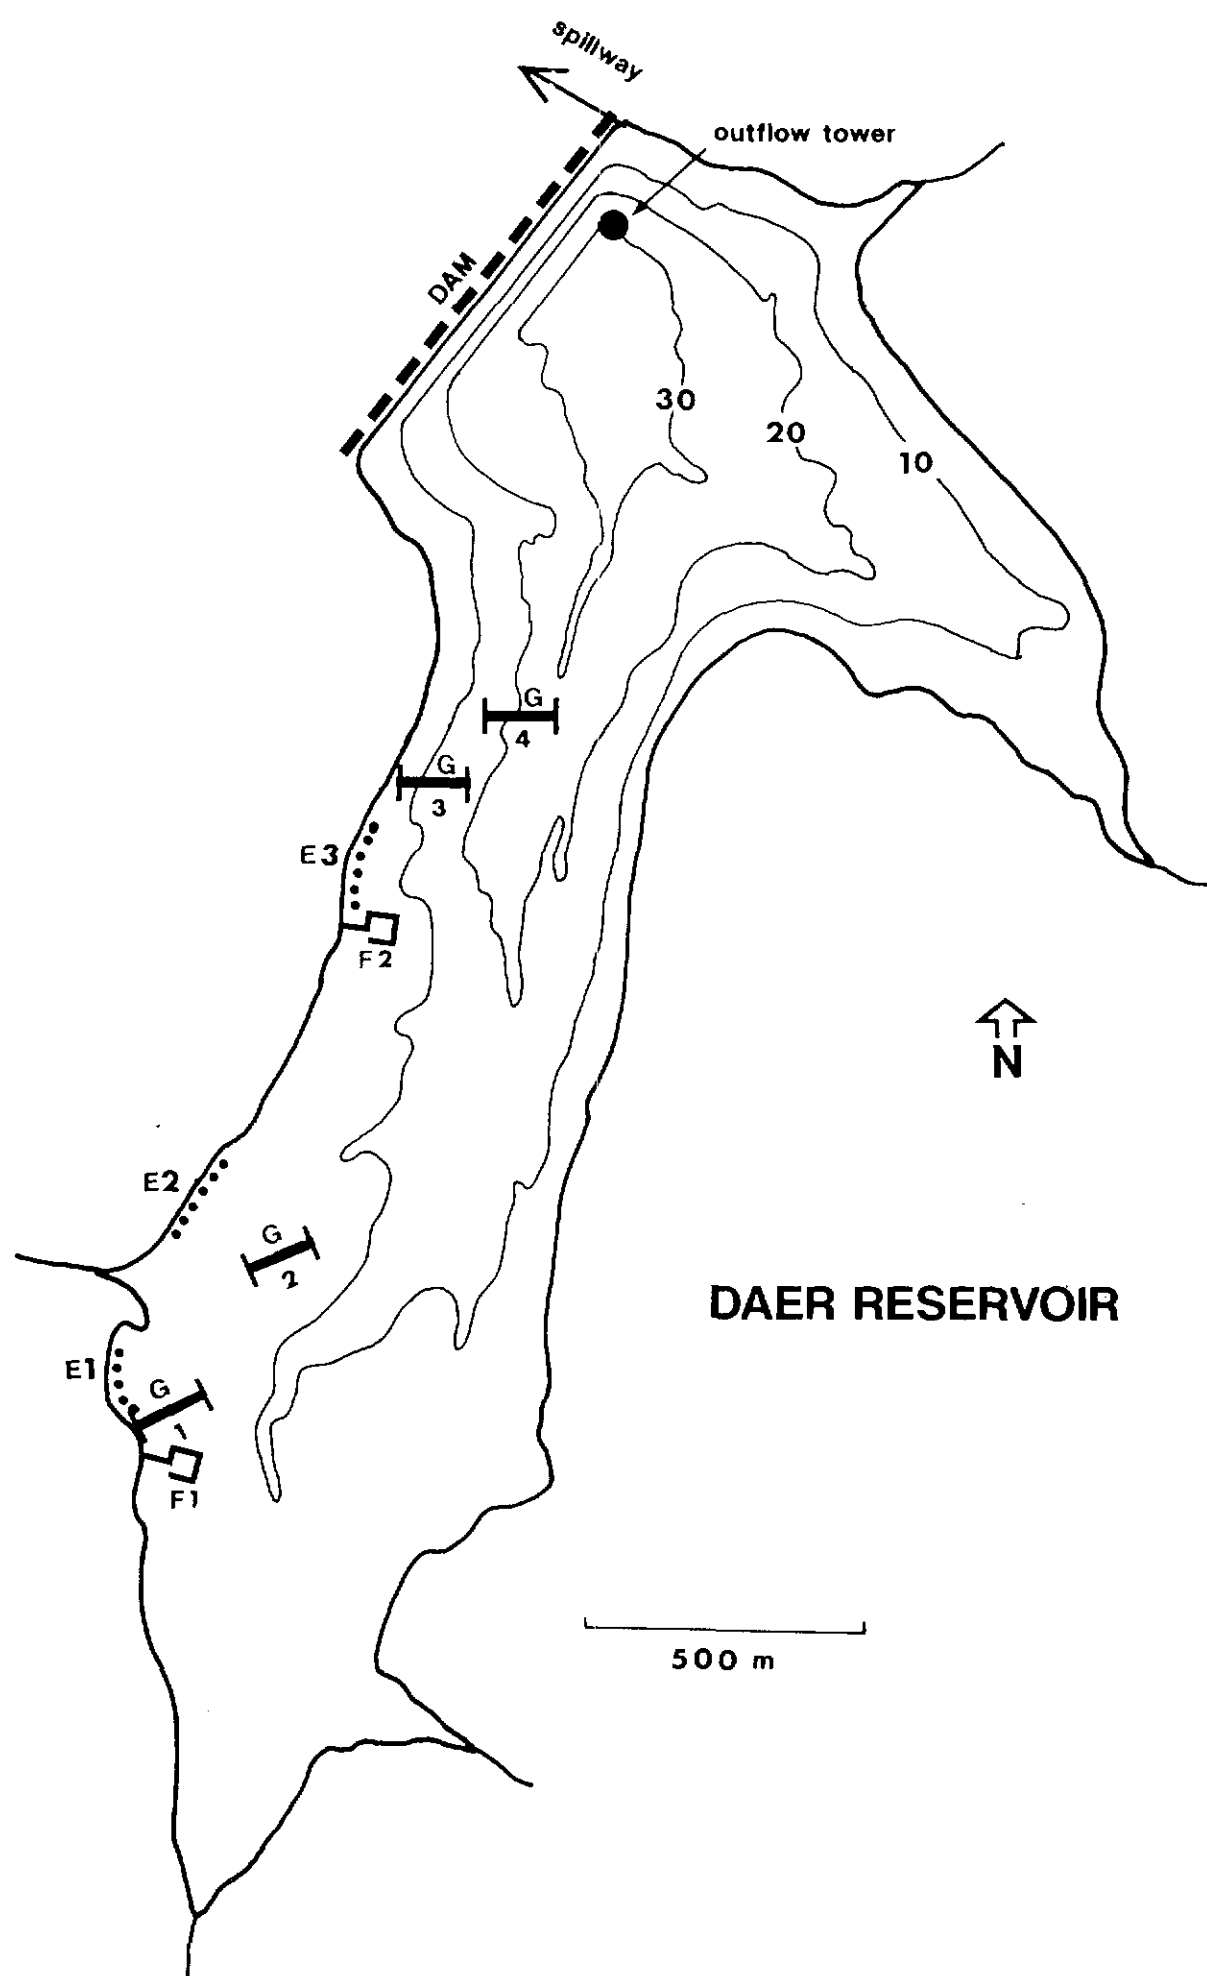 spillway
outflow tower
DAM
30
20
10
G
4
G
3
E3
F2
N
E2
G
2
DAER RESERVOIR
E1
G
1
F1
500 m